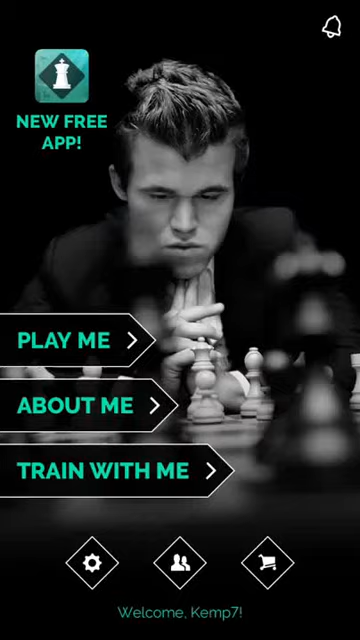 NEW FREE
APP!
PLAY ME
ABOUT ME
TRAIN WITH ME
Welcome, Kemp7!